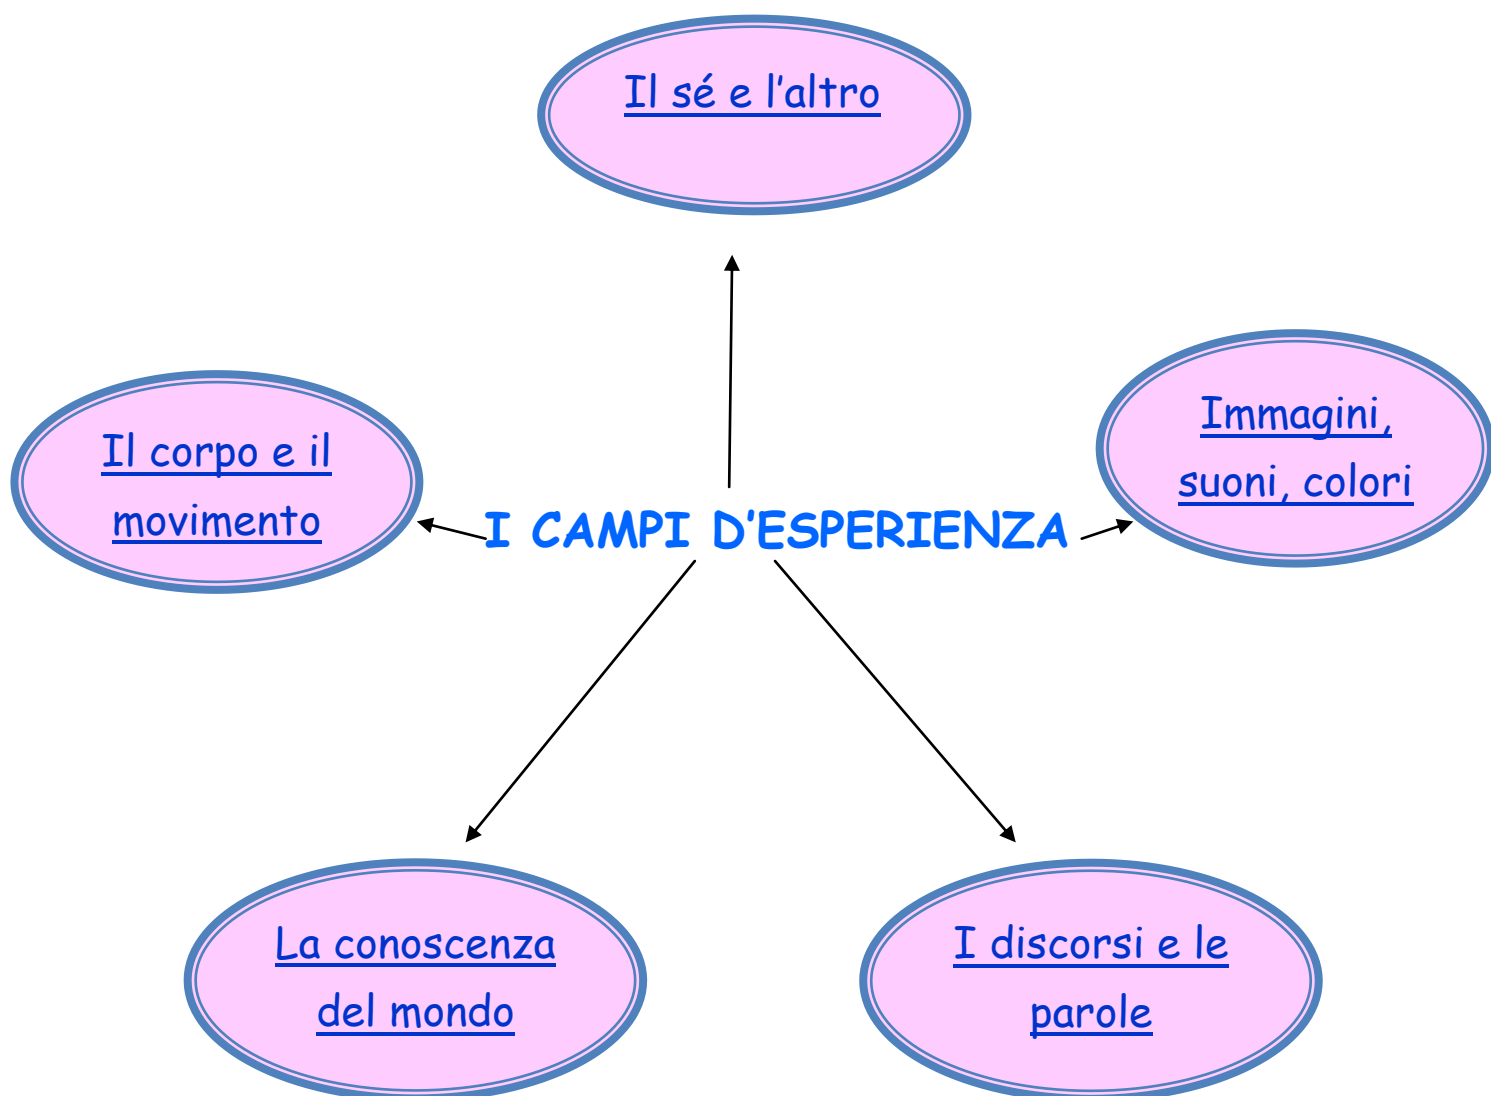 Il sé e l'altro
Immagini,
suoni, colori
Il corpo e il
movimento
I CAMPI D'ESPERIENZA
La conoscenza
del mondo
I discorsi e le
parole